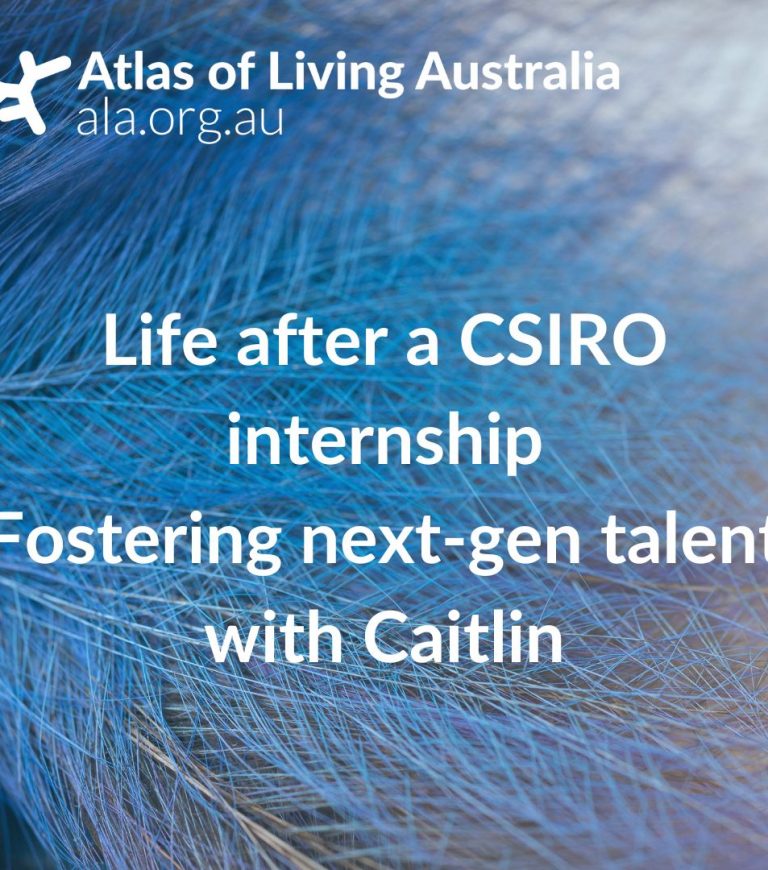 Atlas of Living Australia
ala.org.au
Life after a CSIRO
internship
Fostering next-gen talent
with Caitlin